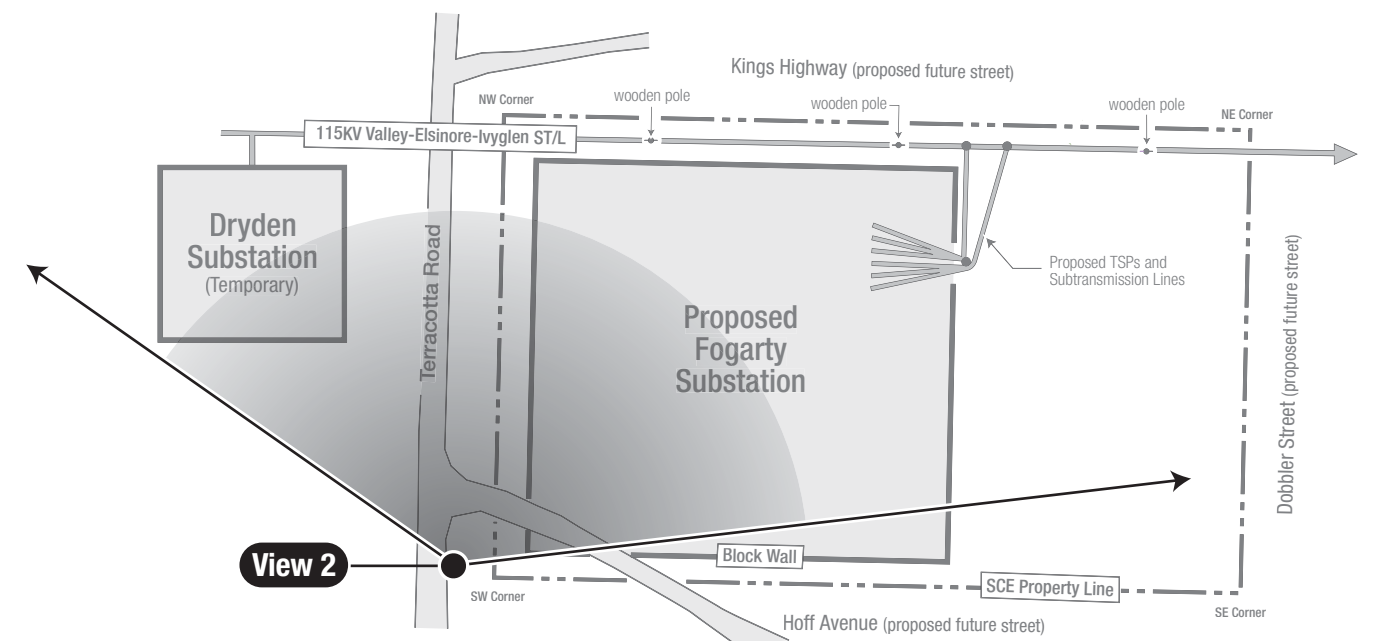 Kings Highway (proposed future street)
NW Corner
wooden pole
wooden pole
wooden pole
NE Corner
115KV Valley-Elsinore-Ivyglen ST/L
Dryden
Substation
(Temporary)
Terracotta Road
Proposed TSPs and
Subtransmission Lines
Proposed
Fogarty
Substation
Dobbler Street (proposed future street)
View 2
Block Wall
SCE Property Line
SW Corner
SE Corner
Hoff Avenue (proposed future street)